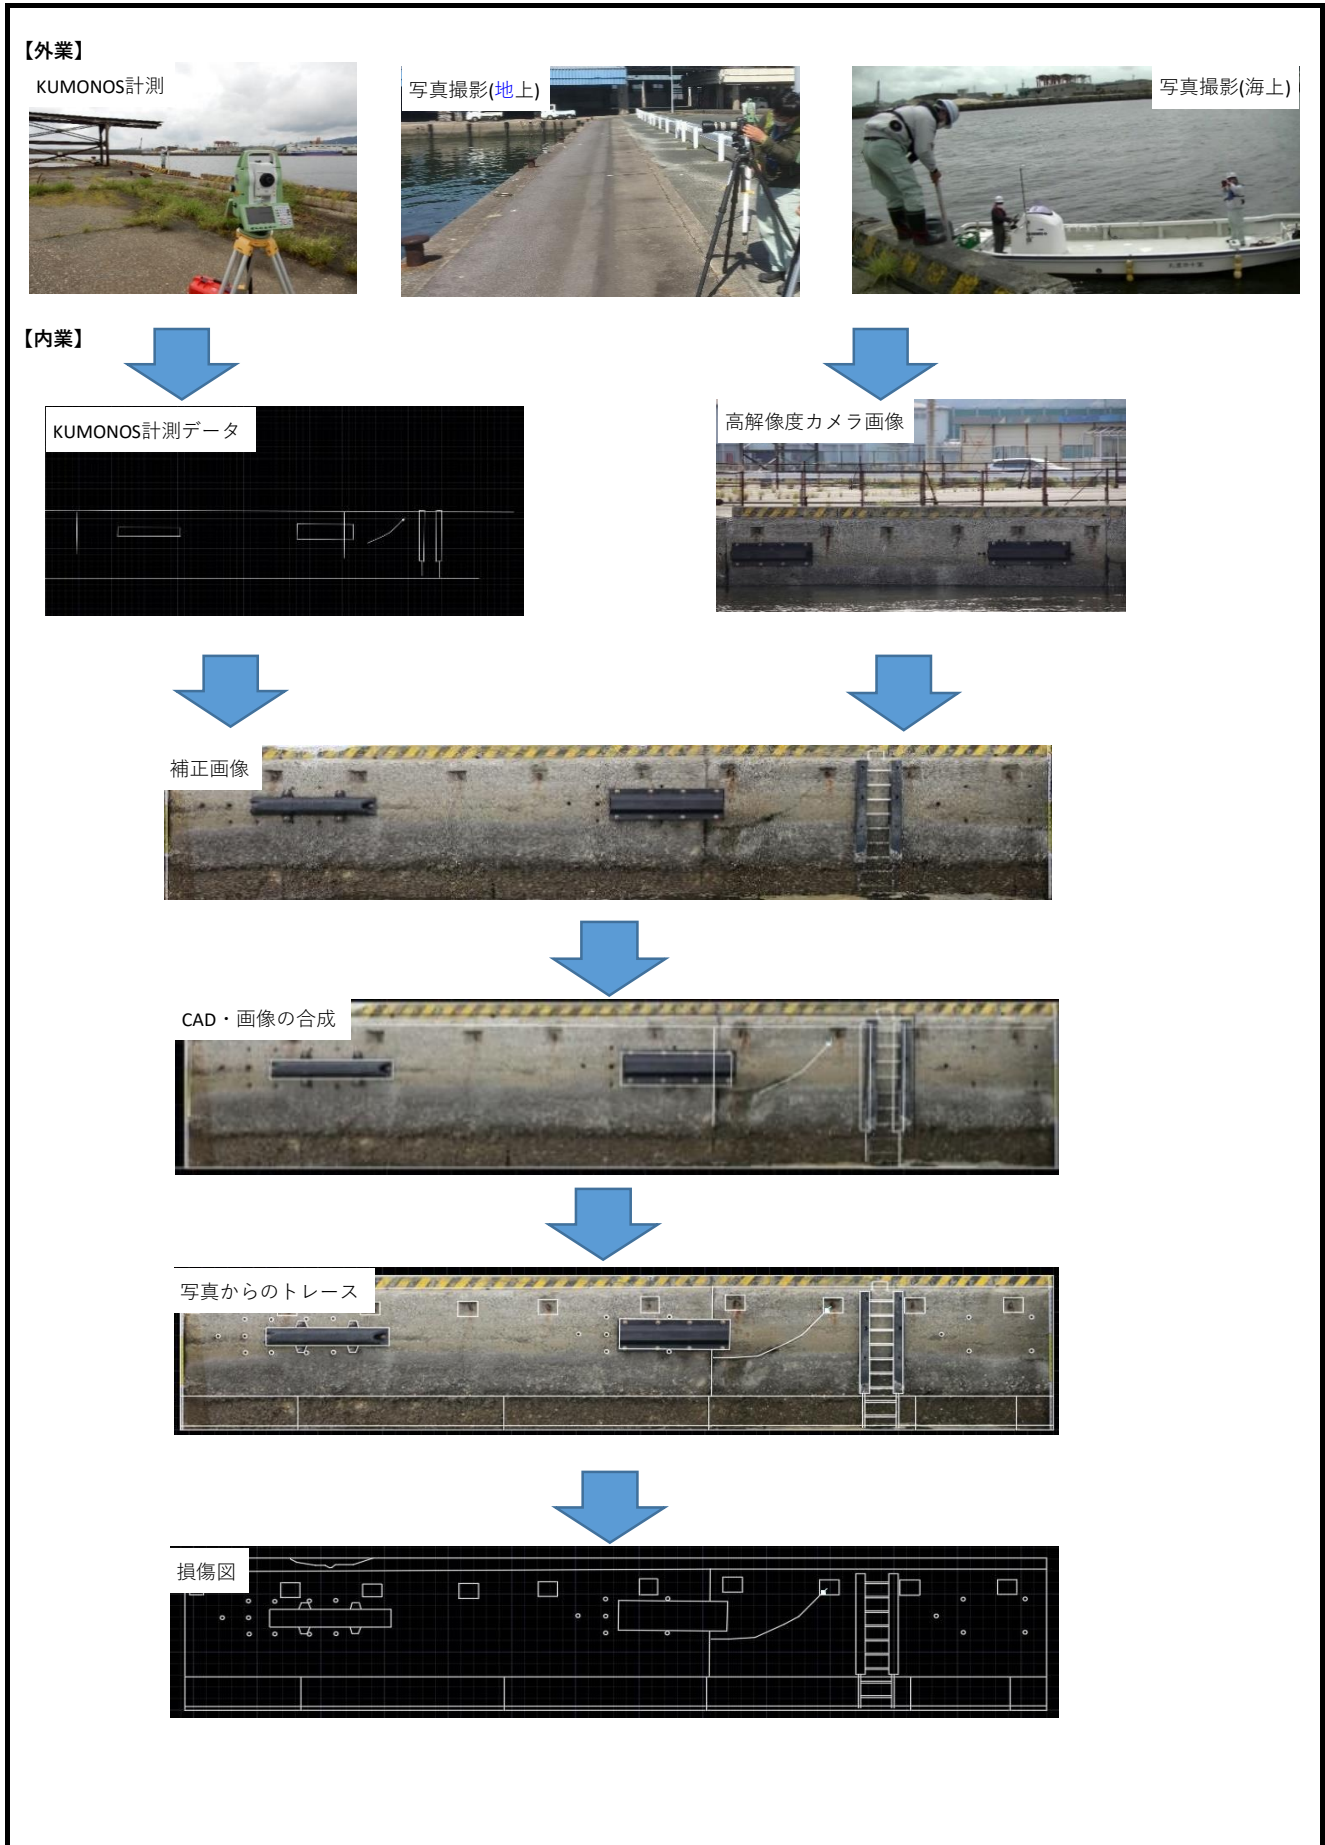 【外業】
KUMONOS計測
写真撮影(地上)
写真撮影(海上)
【内業】
KUMONOS計測データ
高解像度カメラ画像
補正画像
CAD・画像の合成
写真からのトレース
損傷図